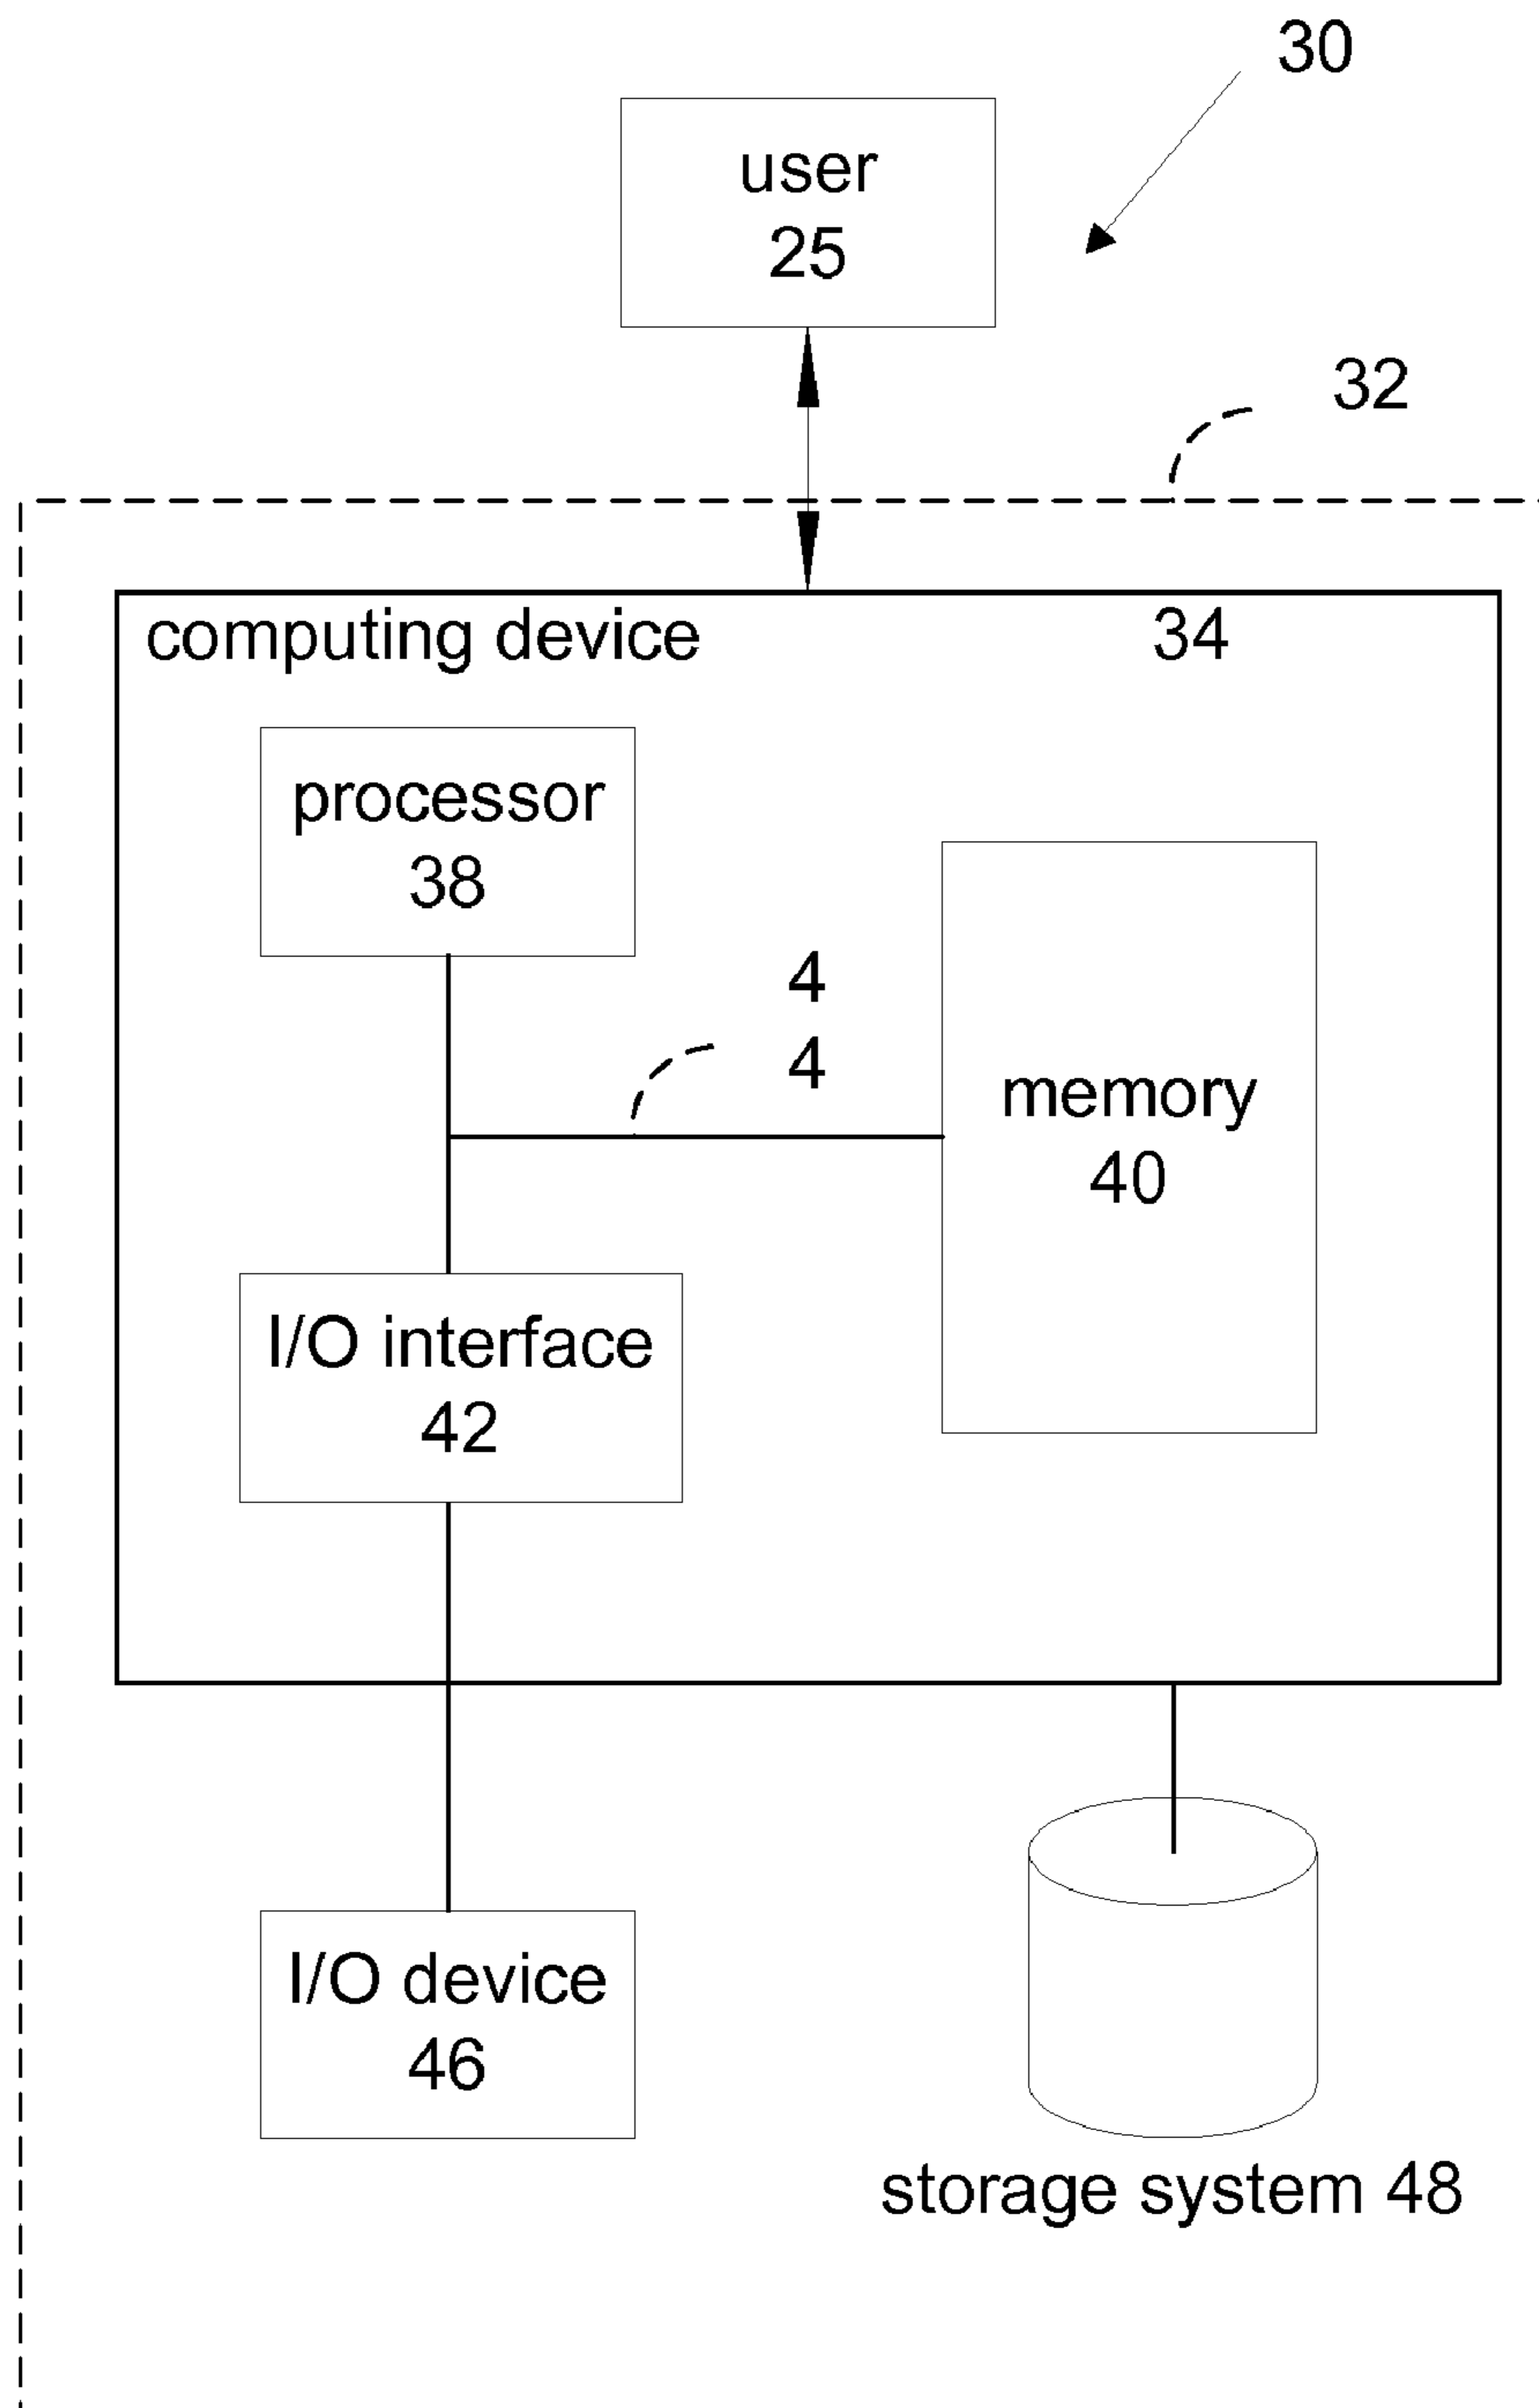 30
user
25
32
computing device 34
processor
38
4
4
memory
40
I/O interface
42
I/O device
46
storage system 48